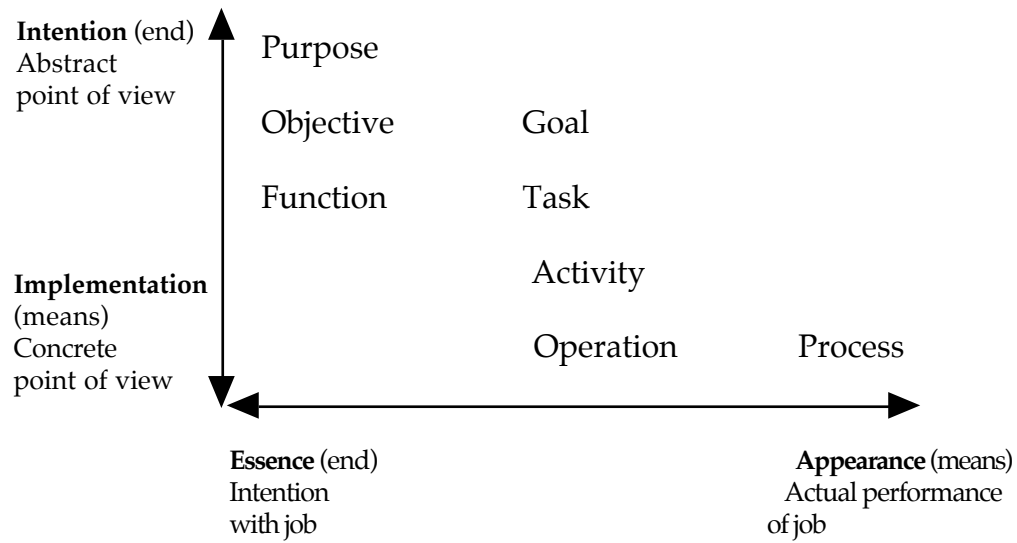 Intention (end)
Abstract
point of view
Purpose
Objective Goal
Function Task
Activity
Implementation
(means)
Concrete
point of view
Operation Process
Essence (end)
Intention
with job
Appearance (means)
Actual performance
of job